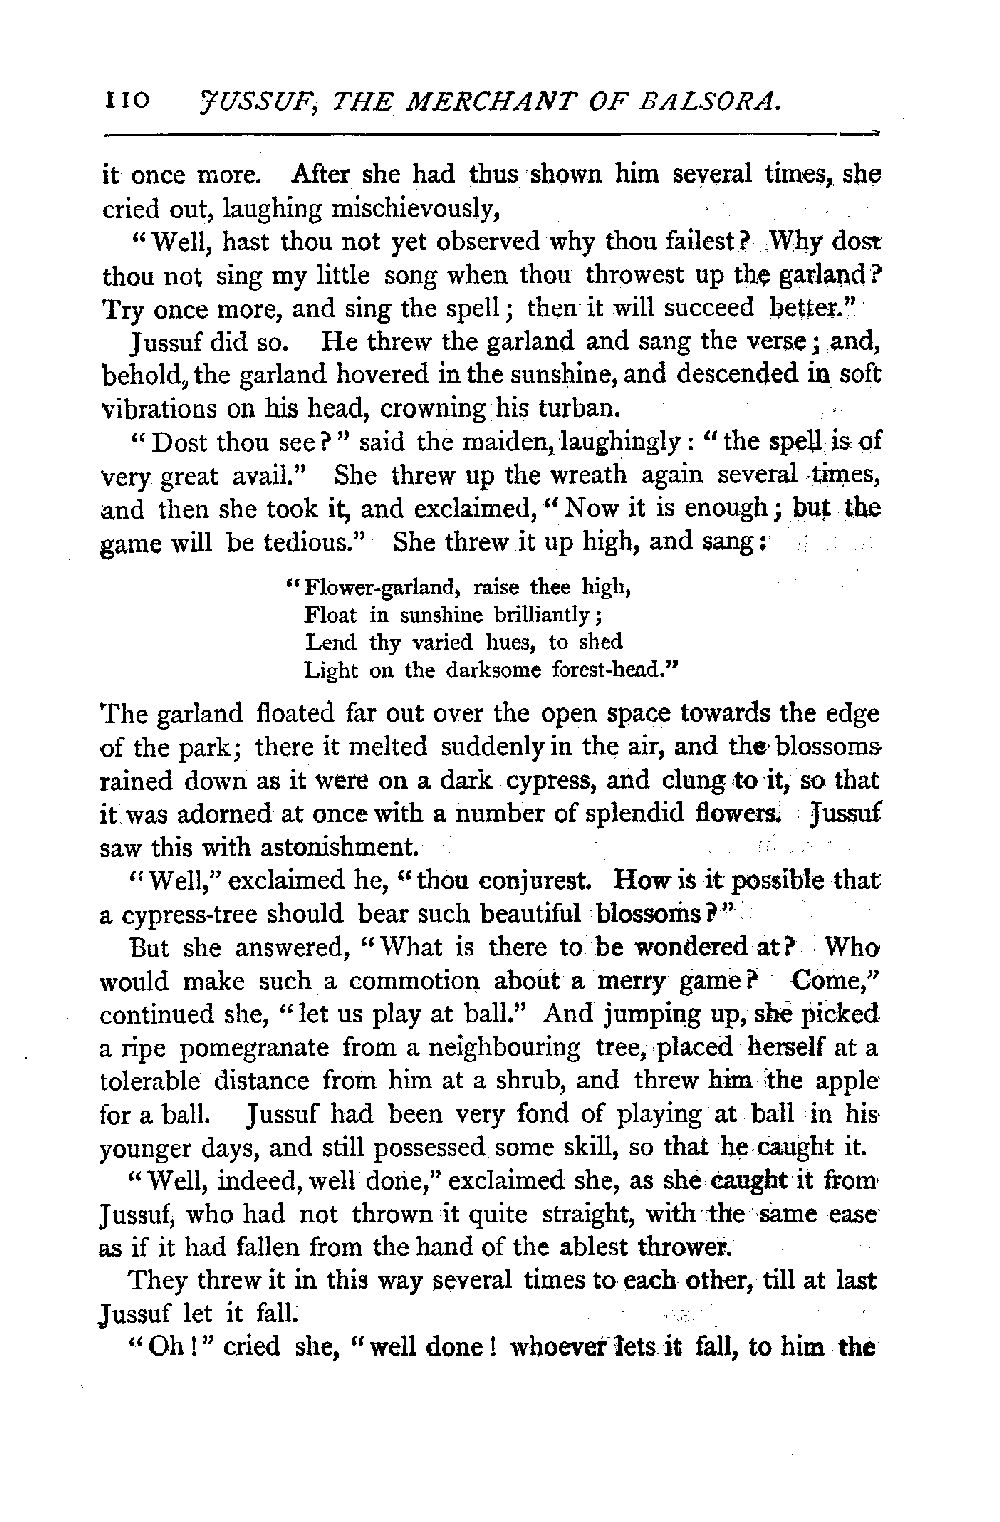 110 JUSSUF, THE MERCHANT OF BALSORA.
it once more. After she had thus shown him several times, she
cried out, laughing mischievously,
"Well, hast thou not yet observed why thou failest? Why dost
thou not sing my little song when thou throwest up the garland?
Try once more, and sing the spell; then it will succeed better."
Jussuf did so. He threw the garland and sang the verse; and,
behold, the garland hovered in the sunshine, and descended in soft
vibrations on his head, crowning his turban.
"Dost thou see?" said the maiden, laughingly: "the spell is of
very great avail." She threw up the wreath again several times,
and then she took it, and exclaimed, "Now it is enough; but the
game will be tedious." She threw it up high, and sang:
"Flower-garland, raise thee high,
Float in sunshine brilliantly;
Lend thy varied hues, to shed
Light on the darksome forest-head."
The garland floated far out over the open space towards the edge
of the park; there it melted suddenly in the air, and the blossoms
rained down as it were on a dark cypress, and clung to it, so that
it was adorned at once with a number of splendid flowers. Jussuf
saw this with astonishment.
"Well," exclaimed he, "thou conjurest. How is it possible that
a cypress-tree should bear such beautiful blossoms?"
But she answered, "What is there to be wondered at? Who
would make such a commotion about a merry game? Come,"
continued she, "let us play at ball." And jumping up, she picked
a ripe pomegranate from a neighbouring tree, placed herself at a
tolerable distance from him at a shrub, and threw him the apple
for a ball. Jussuf had been very fond of playing at ball in his
younger days, and still possessed some skill, so that he caught it.
"Well, indeed, well done," exclaimed she, as she caught it from
Jussuf, who had not thrown it quite straight, with the same ease
as if it had fallen from the hand of the ablest thrower.
They threw it in this way several times to each other, till at last
Jussuf let it fall.
"Oh!" cried she, "well done! whoever lets it fall, to him the